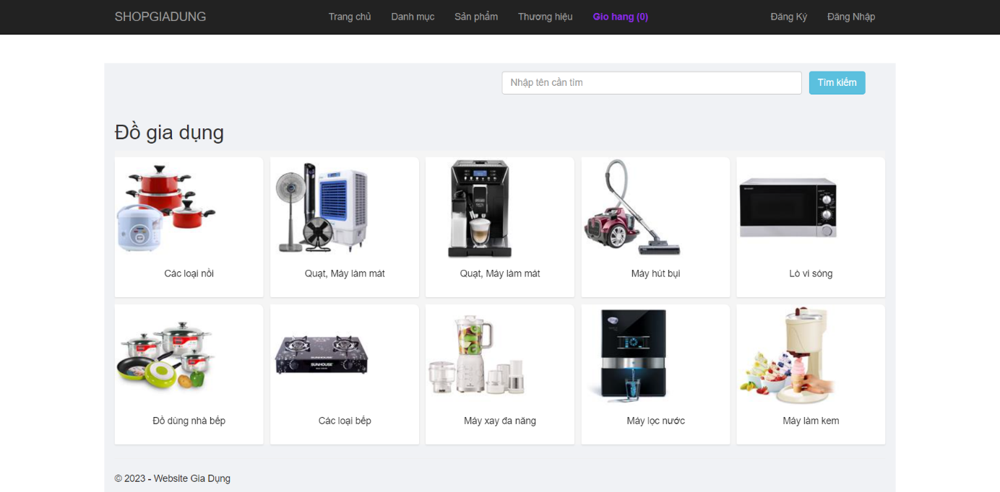 SHOPGIADUNG
Trang chủ
Danh mục
Sản phẩm
Thương hiệu
Gio hang (0)
Đăng Ký
Đăng Nhập
Nhập tên cần tim
Tìm kiếm
Đồ gia dụng
Các loại nồi
Quạt, Máy làm mát
Quạt, Máy làm mát
Máy hút bụi
Lò vi sóng
Đồ dùng nhà bếp
SUNHOUSE
Các loại bếp
Máy xay đa năng
Máy lọc nước
Máy làm kem
© 2023 - Website Gia Dụng